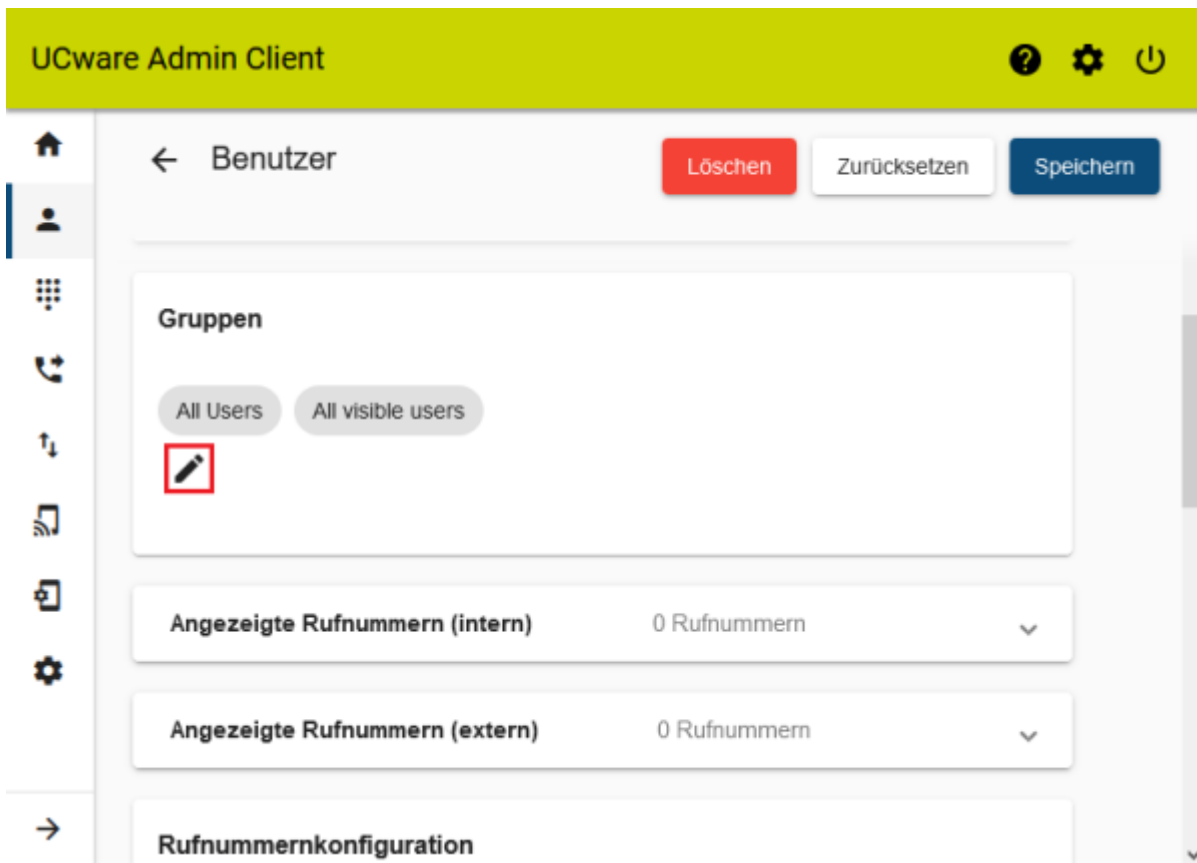 UCware Admin Client
Benutzer
Löschen
Zurücksetzen
Speichern
Gruppen
All Users
All visible users
Angezeigte Rufnummern (intern) 0 Rufnummern
Angezeigte Rufnummern (extern) 0 Rufnummern
Rufnummernkonfiguration